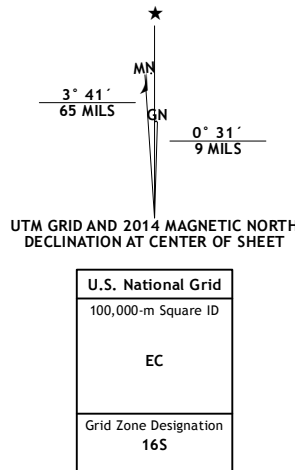 ★
MN
3° 41´
65 MILS
GN
0° 31´
9 MILS
UTM GRID AND 2014 MAGNETIC NORTH
DECLINATION AT CENTER OF SHEET
U.S. National Grid
100,000-m Square ID
EC
Grid Zone Designation
16S